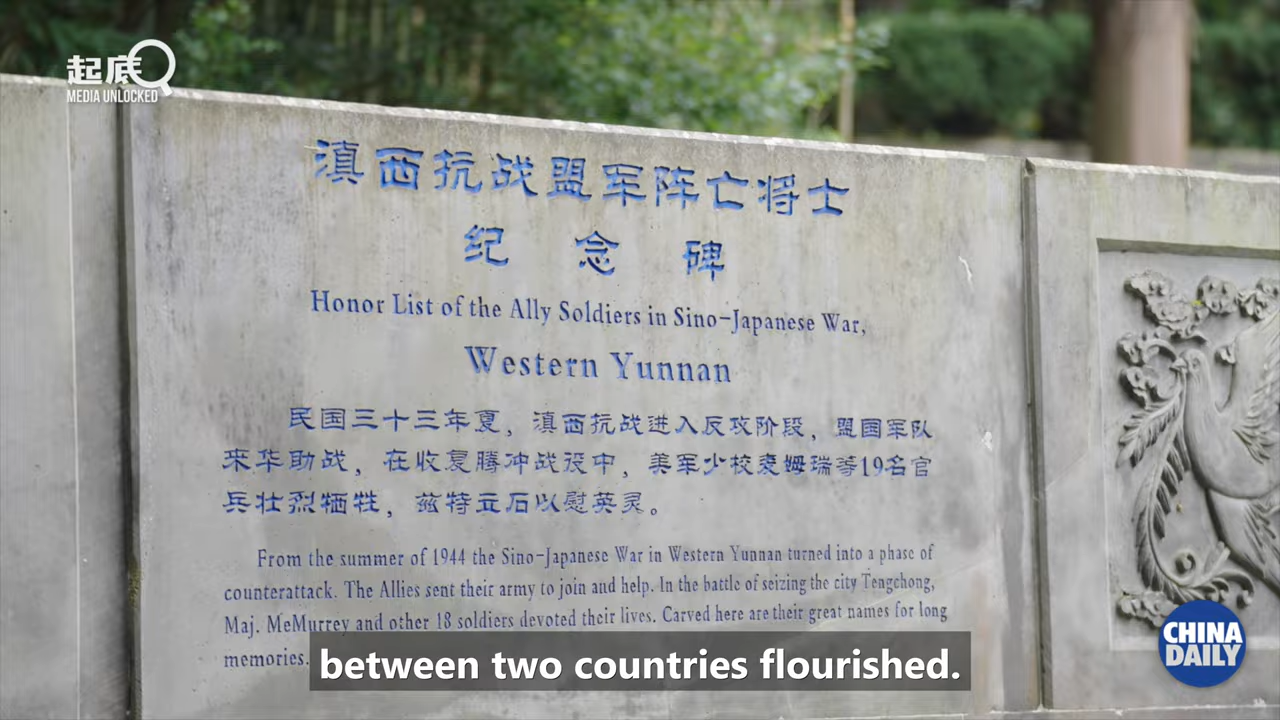 起底
MEDIA UNLOCKED
滇西抗战盟军阵亡将士
纪念碑
Honor List of the Ally Soldiers in Sino-Japanese War,
Western Yunnan
民国三十三年夏，滇西抗战进入反攻阶段，盟国军队
来华助战，在收复腾冲战役中，美军少校麦姆瑞等19名官
兵壮烈牺牲，兹特立石以慰英灵。
From the summer of 1944 the Sino-Japanese War in Western Yunnan turned into a phase of
counterattack. The Allies sent their army to join and help. In the battle of seizing the city Tengchong,
Maj. MeMurrey and other 18 soldiers devoted their lives. Carved here are their great names for long
memories.
between two countries flourished.
CHINA
DAILY